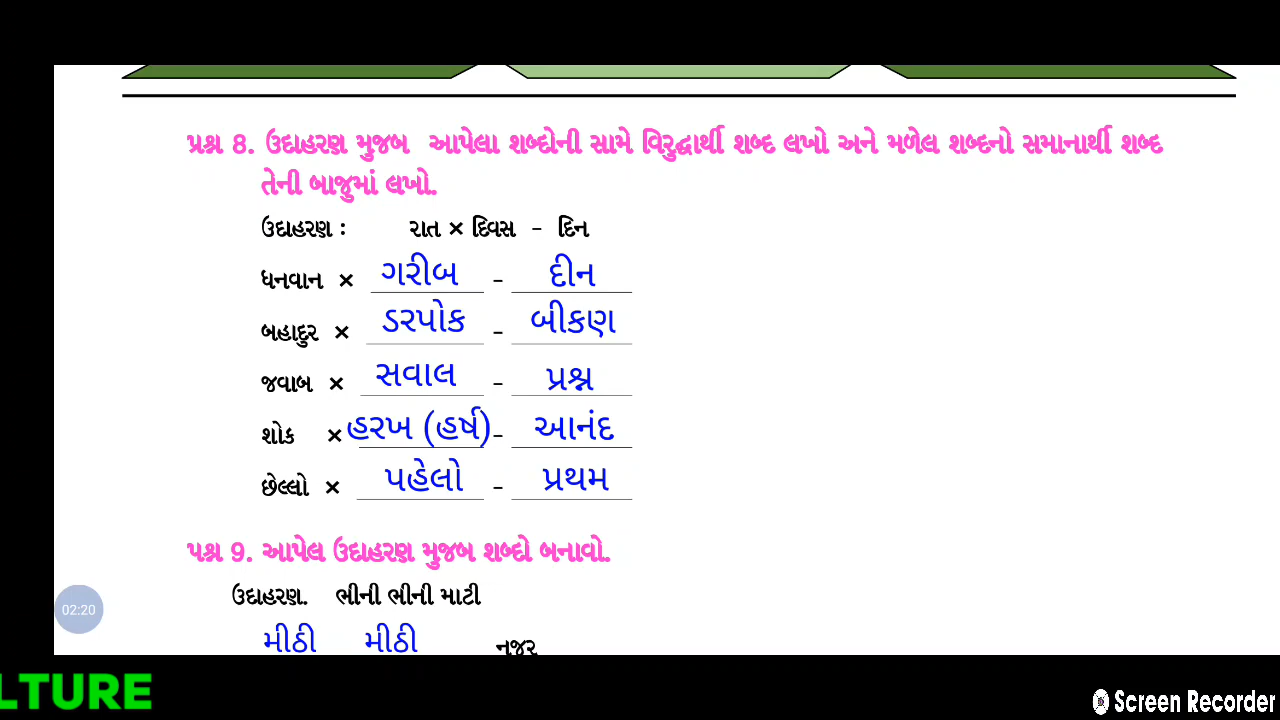 પ્રશ્ન 8. ઉદાહરણ મુજબ આપેલા શબ્દોની સામે વિરુદ્ધાર્થી શબ્દ લખો અને મળેલ શબ્દનો સમાનાર્થી શબ્દ
તેની બાજુમાં લખો.
ઉદાહરણ : રાત × દિવસ - દિન
ધનવાન × ગરીબ - દીન
બહાદુર × ડરપોક - બીકણ
જવાબ × સવાલ - પ્રશ્ન
શોક × હરખ (હર્ષ) - આનંદ
છેલ્લો × પહેલો - પ્રથમ
પશ્ન 9. આપેલ ઉદાહરણ મુજબ શબ્દો બનાવો.
ઉદાહરણ. ભીની ભીની માટી
02:20
મીઠી મીઠી નજર
LTURE
Screen Recorder